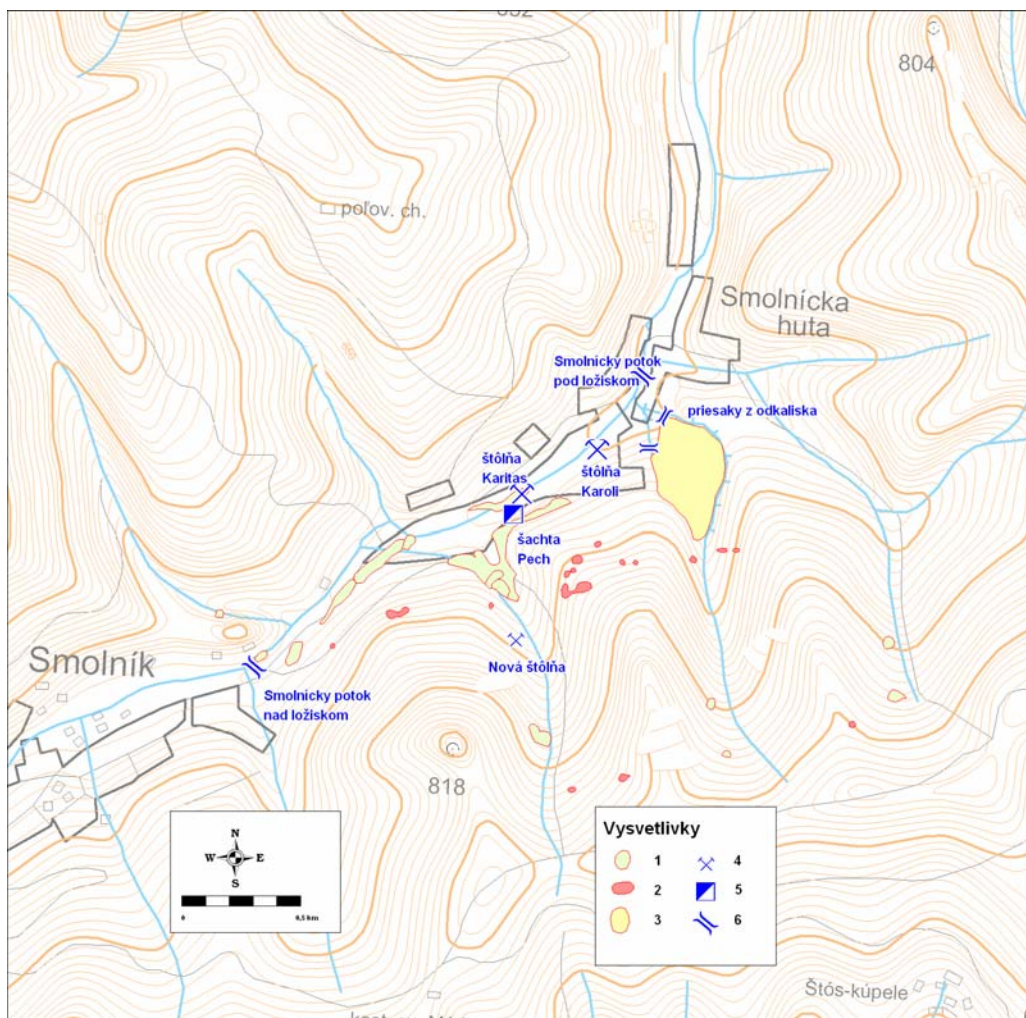 804
poľov. ch.
Smolnícka
huta
Smolnícky potok
pod ložiskom
priesaky z odkaliska
štôlňa
Karitas
štôlňa
Karoli
šachta
Pech
Smolník
Nová štôlňa
Smolnícky potok
nad ložiskom
818
N
W E
S
0 0,5 km
Vysvetlivky
1 4
2 5
3 6
Štós-kúpele